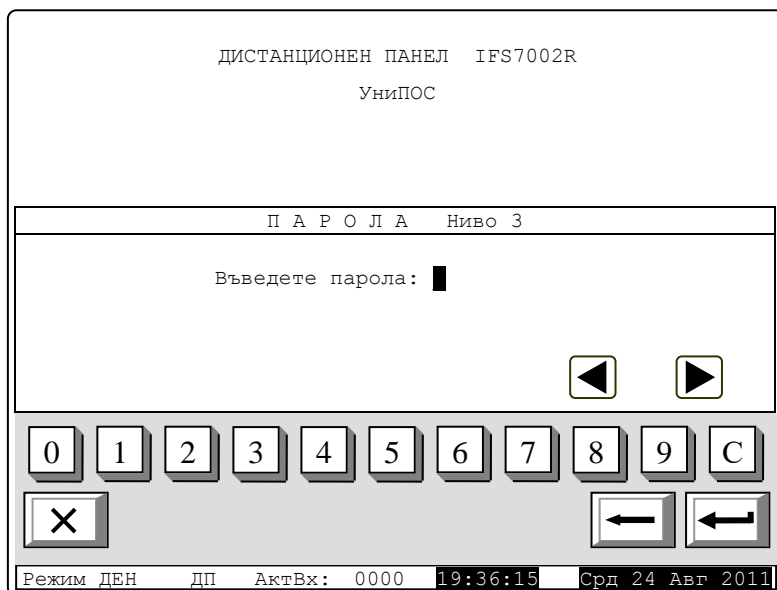 ДИСТАНЦИОНЕН ПАНЕЛ IFS7002R
УниПОС
П А Р О Л А Ниво 3
Въведете парола:
0 1 2 3 4 5 6 7 8 9 C
Режим ДЕН ДП АктВх: 0000 19:36:15 Срд 24 Авг 2011